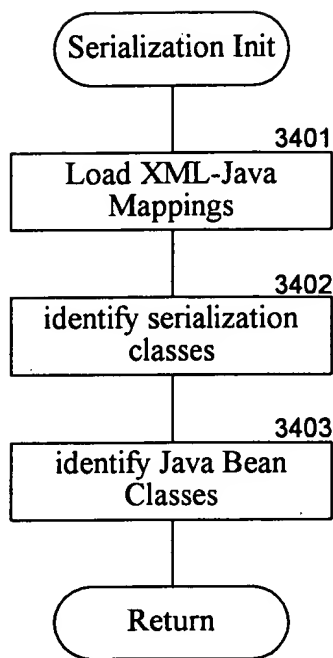 Serialization Init
3401
Load XML-Java
Mappings
3402
identify serialization
classes
3403
identify Java Bean
Classes
Return